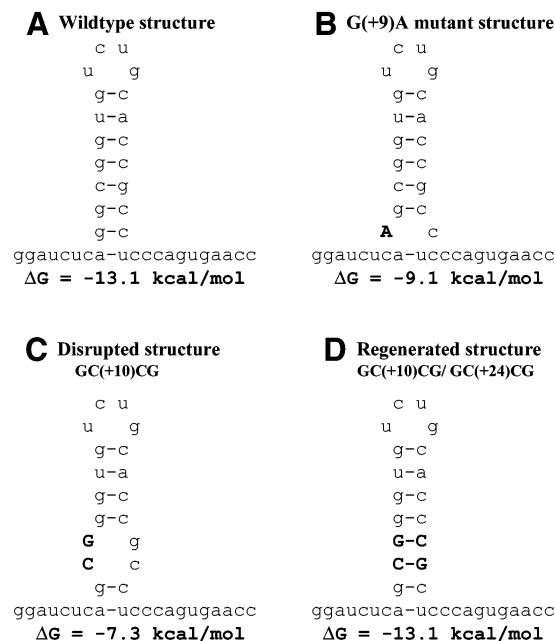 A Wildtype structure
c u
u g
g-c
u-a
g-c
g-c
c-g
g-c
g-c
ggaucuca-ucccagugaacc
ΔG = -13.1 kcal/mol
B G(+9)A mutant structure
c u
u g
g-c
u-a
g-c
g-c
c-g
g-c
A c
ggaucuca-ucccagugaacc
ΔG = -9.1 kcal/mol
C Disrupted structure
GC(+10)CG
c u
u g
g-c
u-a
g-c
g-c
G g
C c
g-c
ggaucuca-ucccagugaacc
ΔG = -7.3 kcal/mol
D Regenerated structure
GC(+10)CG/ GC(+24)CG
c u
u g
g-c
u-a
g-c
g-c
G-C
C-G
g-c
ggaucuca-ucccagugaacc
ΔG = -13.1 kcal/mol